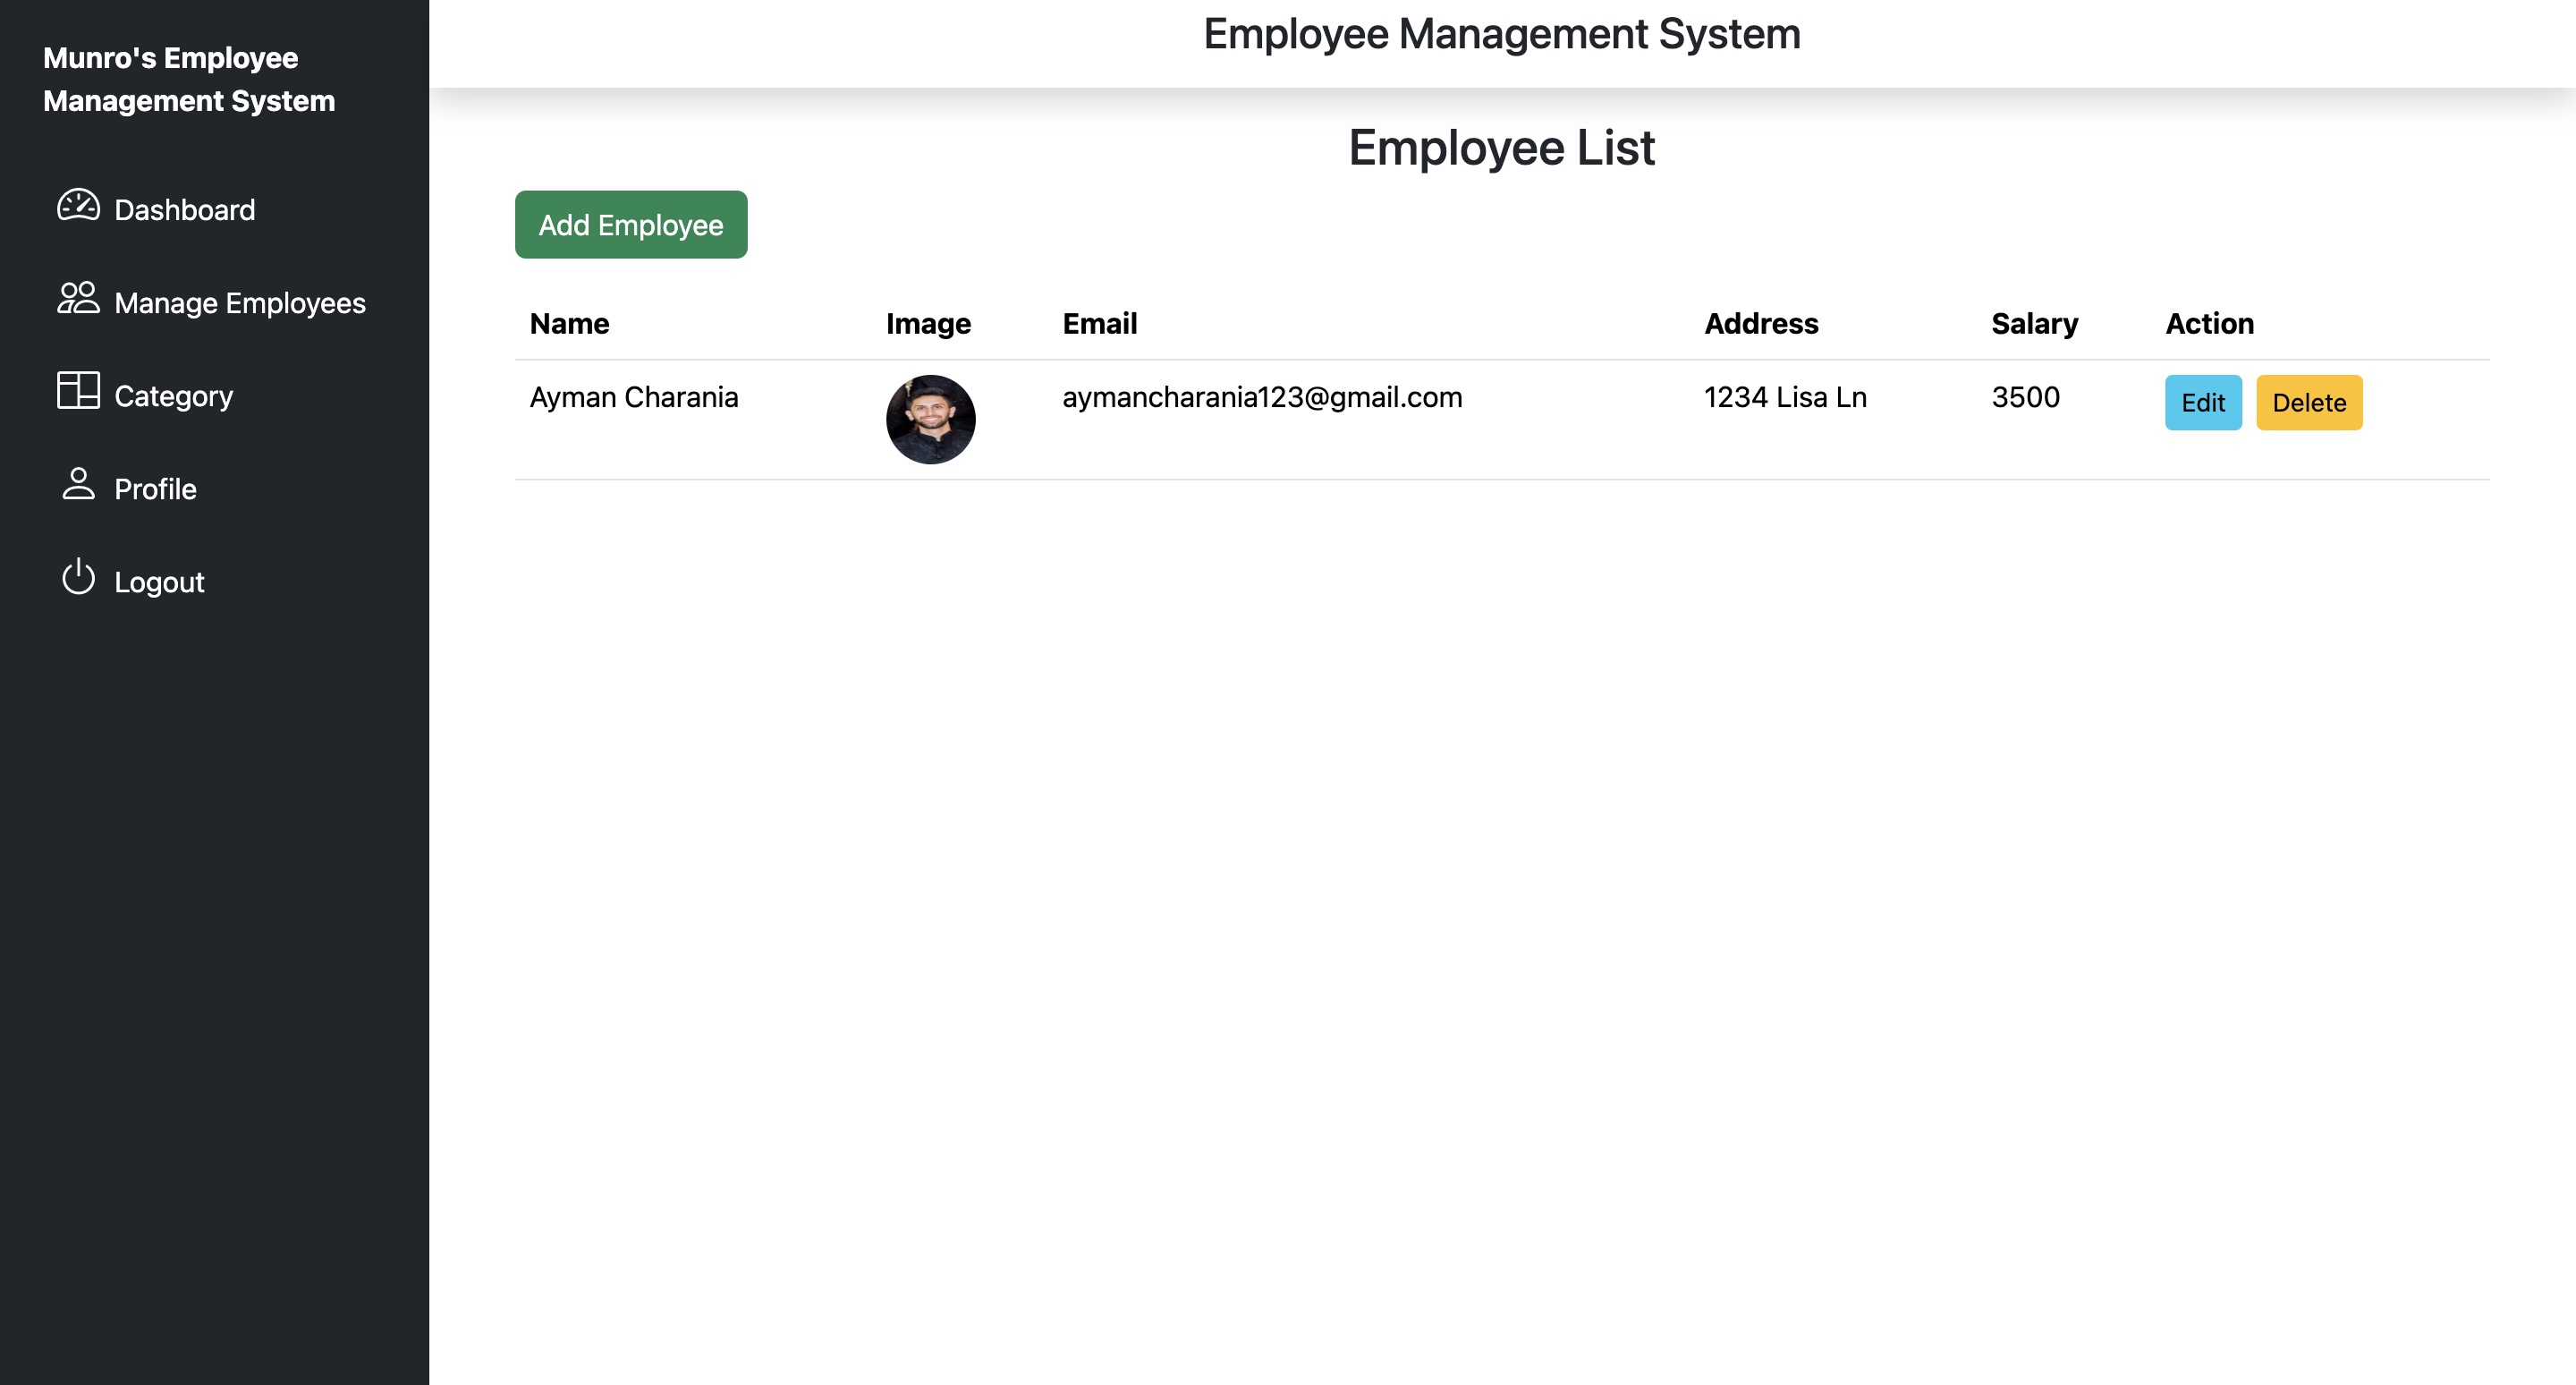 Munro's Employee
Management System
Dashboard
Manage Employees
Category
Profile
Logout
Employee Management System
Employee List
Add Employee
Name Image Email Address Salary Action
Ayman Charania aymancharania123@gmail.com 1234 Lisa Ln 3500 Edit Delete